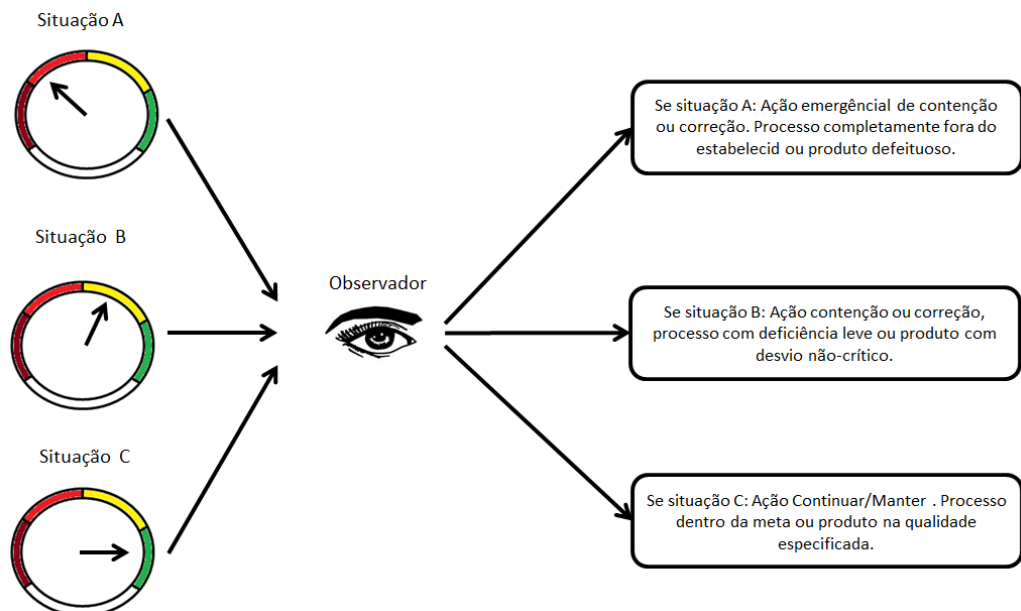 Situação A
Situação B
Situação C
Observador
Se situação A: Ação emergêncial de contenção
ou correção. Processo completamente fora do
estabelecid ou produto defeituoso.
Se situação B: Ação contenção ou correção,
processo com deficiência leve ou produto com
desvio não-crítico.
Se situação C: Ação Continuar/Manter . Processo
dentro da meta ou produto na qualidade
especificada.